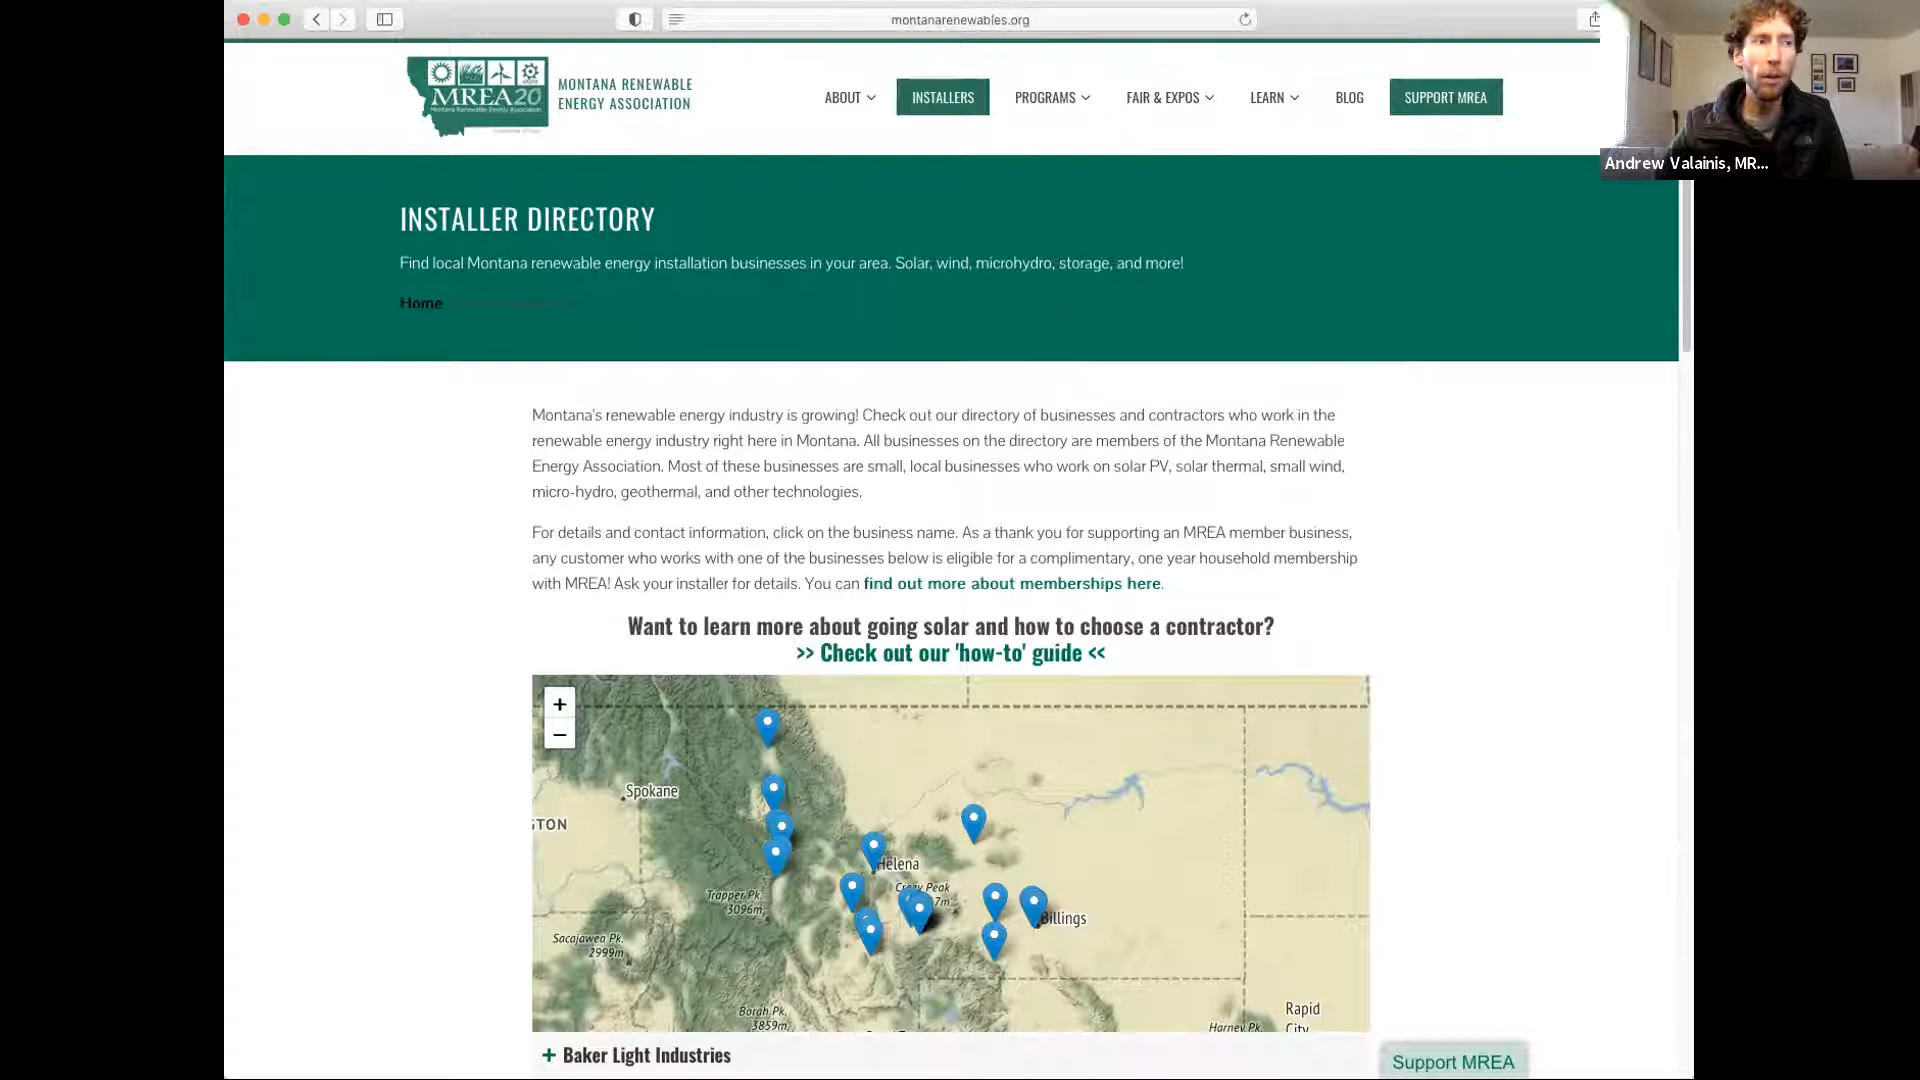 montanarenewables.org
MREA20
Montana Renewable Energy Association
MONTANA RENEWABLE
ENERGY ASSOCIATION
ABOUT
INSTALLERS
PROGRAMS
FAIR & EXPOS
LEARN
BLOG
SUPPORT MREA
Andrew Valainis, MR...
INSTALLER DIRECTORY
Find local Montana renewable energy installation businesses in your area. Solar, wind, microhydro, storage, and more!
Home
Montana's renewable energy industry is growing! Check out our directory of businesses and contractors who work in the
renewable energy industry right here in Montana. All businesses on the directory are members of the Montana Renewable
Energy Association. Most of these businesses are small, local businesses who work on solar PV, solar thermal, small wind,
micro-hydro, geothermal, and other technologies.
For details and contact information, click on the business name. As a thank you for supporting an MREA member business,
any customer who works with one of the businesses below is eligible for a complimentary, one year household membership
with MREA! Ask your installer for details. You can find out more about memberships here.
Want to learn more about going solar and how to choose a contractor?
>> Check out our 'how-to' guide <<
+
−
Spokane
Helena
Trapper Pk.
3096m
Crazy Peak
Billings
Sacajawea Pk.
2999m
Borah Pk.
3859m
Harney Pk.
Rapid
City
+ Baker Light Industries
Support MREA